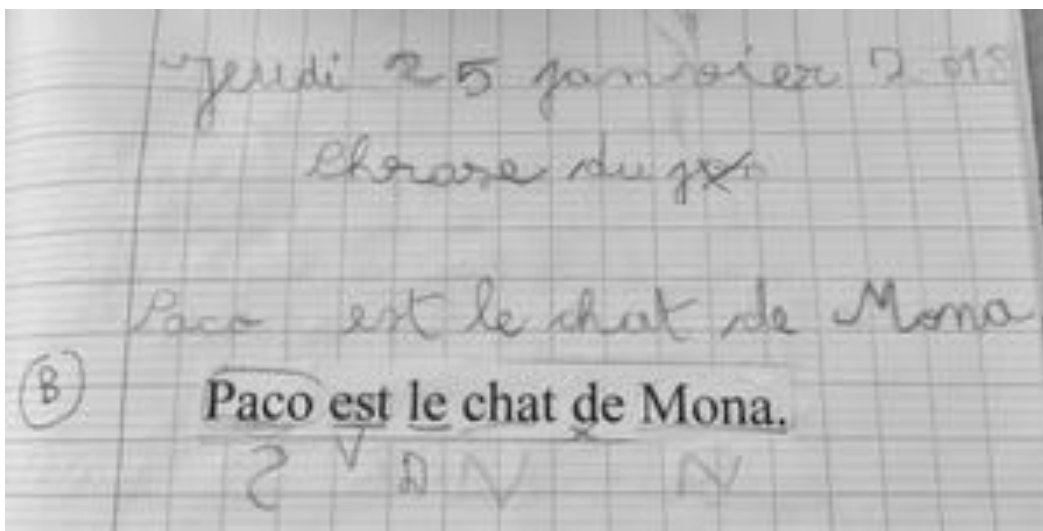 Jeudi 25 janvier 2018
Phrase du
Paco est le chat de Mona
B Paco est le chat de Mona.
V D N N